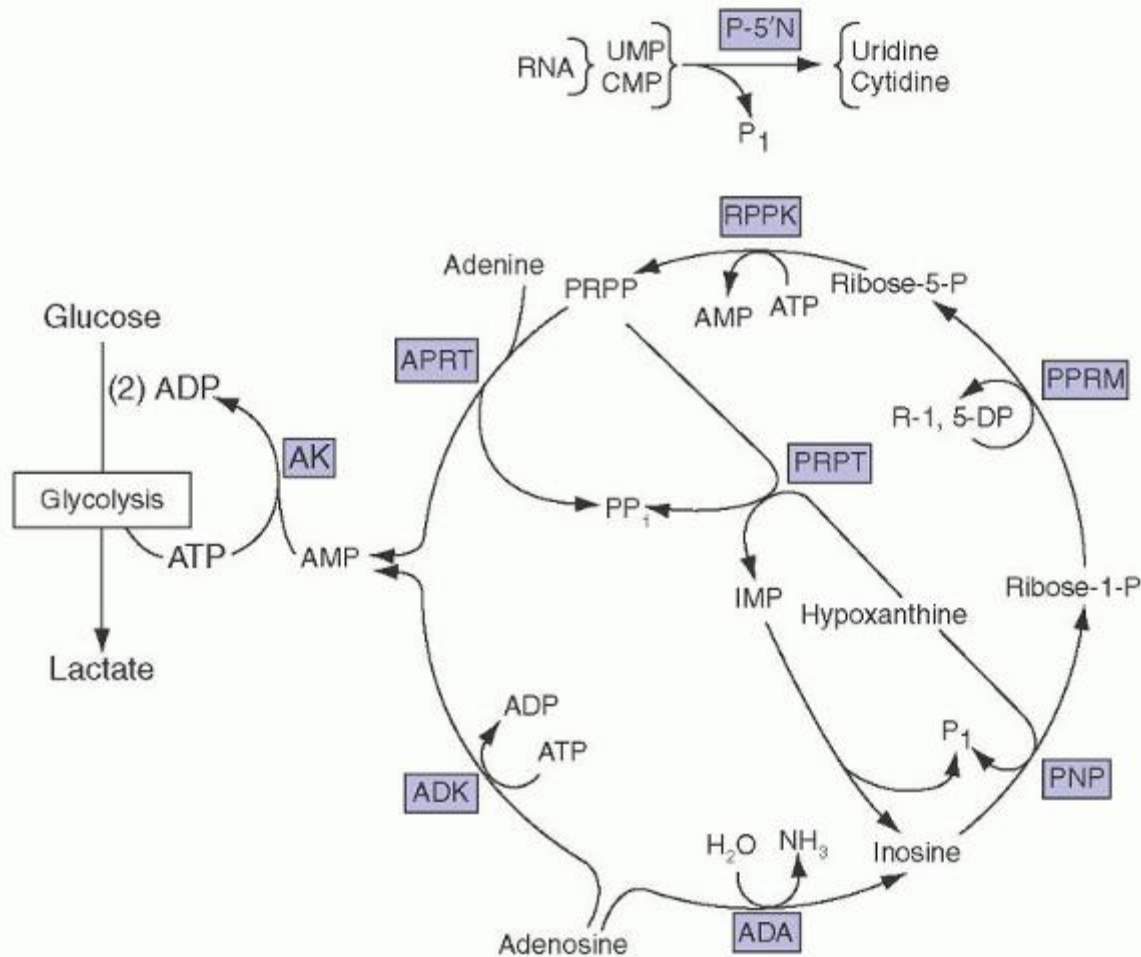 P-5'N
RNA
UMP
CMP
Uridine
Cytidine
P1
RPPK
Adenine
PRPP
AMP
ATP
Ribose-5-P
Glucose
APRT
PPRM
(2) ADP
R-1, 5-DP
AK
PRPT
Glycolysis
PP1
ATP
AMP
IMP
Hypoxanthine
Ribose-1-P
Lactate
ADP
ATP
P1
ADK
PNP
H2O
NH3
Inosine
Adenosine
ADA